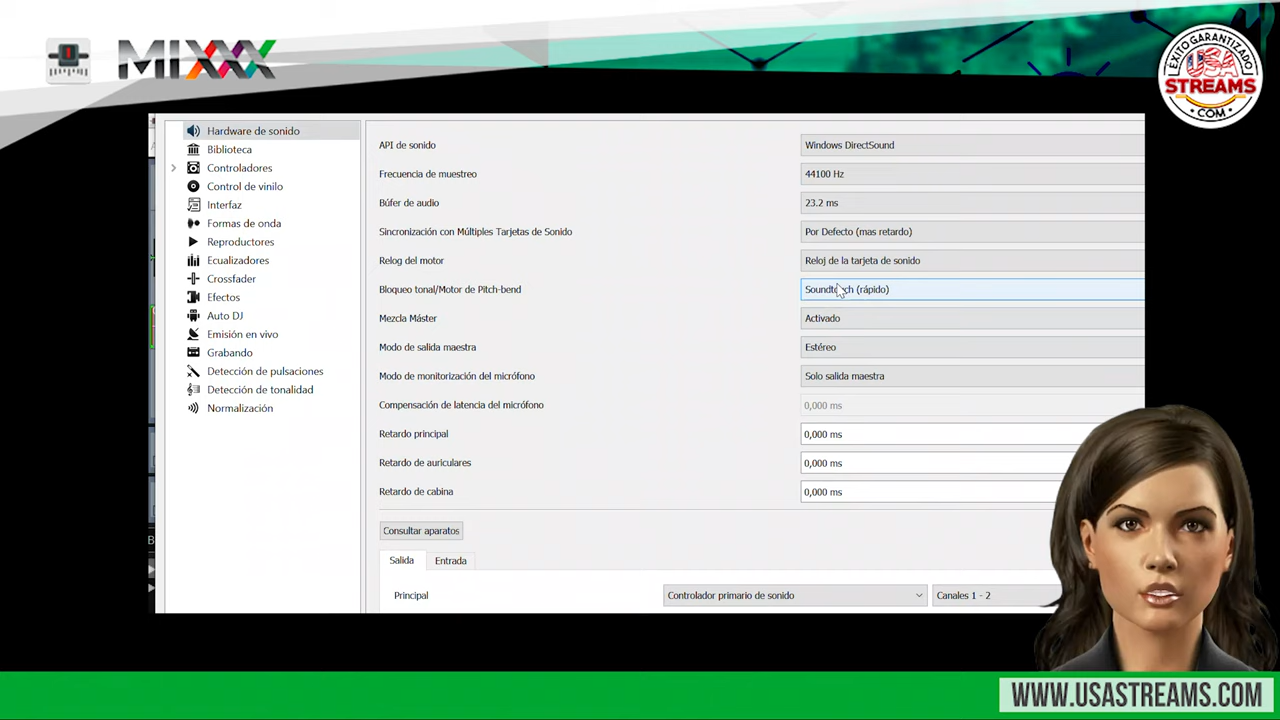 MIXXX
ÉXITO GARANTIZADO
USA
STREAMS
.COM
Hardware de sonido
Biblioteca
Controladores
Control de vinilo
Interfaz
Formas de onda
Reproductores
Ecualizadores
Crossfader
Efectos
Auto DJ
Emisión en vivo
Grabando
Detección de pulsaciones
Detección de tonalidad
Normalización
API de sonido Windows DirectSound
Frecuencia de muestreo 44100 Hz
Búfer de audio 23.2 ms
Sincronización con Múltiples Tarjetas de Sonido Por Defecto (mas retardo)
Relog del motor Reloj de la tarjeta de sonido
Bloqueo tonal/Motor de Pitch-bend Soundtouch (rápido)
Mezcla Máster Activado
Modo de salida maestra Estéreo
Modo de monitorización del micrófono Solo salida maestra
Compensación de latencia del micrófono 0,000 ms
Retardo principal 0,000 ms
Retardo de auriculares 0,000 ms
Retardo de cabina 0,000 ms
Consultar aparatos
Salida Entrada
Principal Controlador primario de sonido Canales 1 - 2
WWW.USASTREAMS.COM